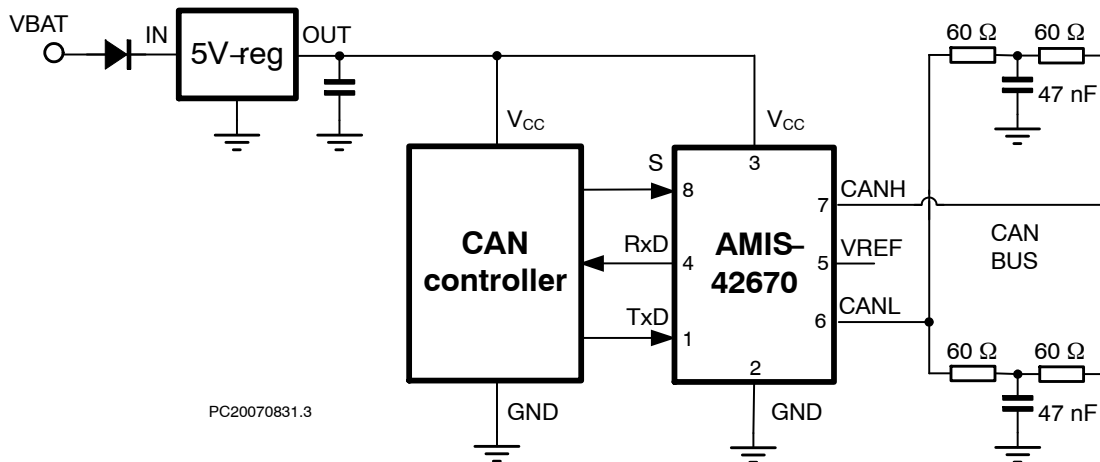 VBAT
IN
5V-reg
OUT
60 Ω
60 Ω
47 nF
VCC
VCC
CAN
controller
S
RxD
TxD
8
4
1
3
AMIS-
42670
2
7
5
6
CANH
VREF
CANL
CAN
BUS
60 Ω
60 Ω
47 nF
GND
GND
PC20070831.3